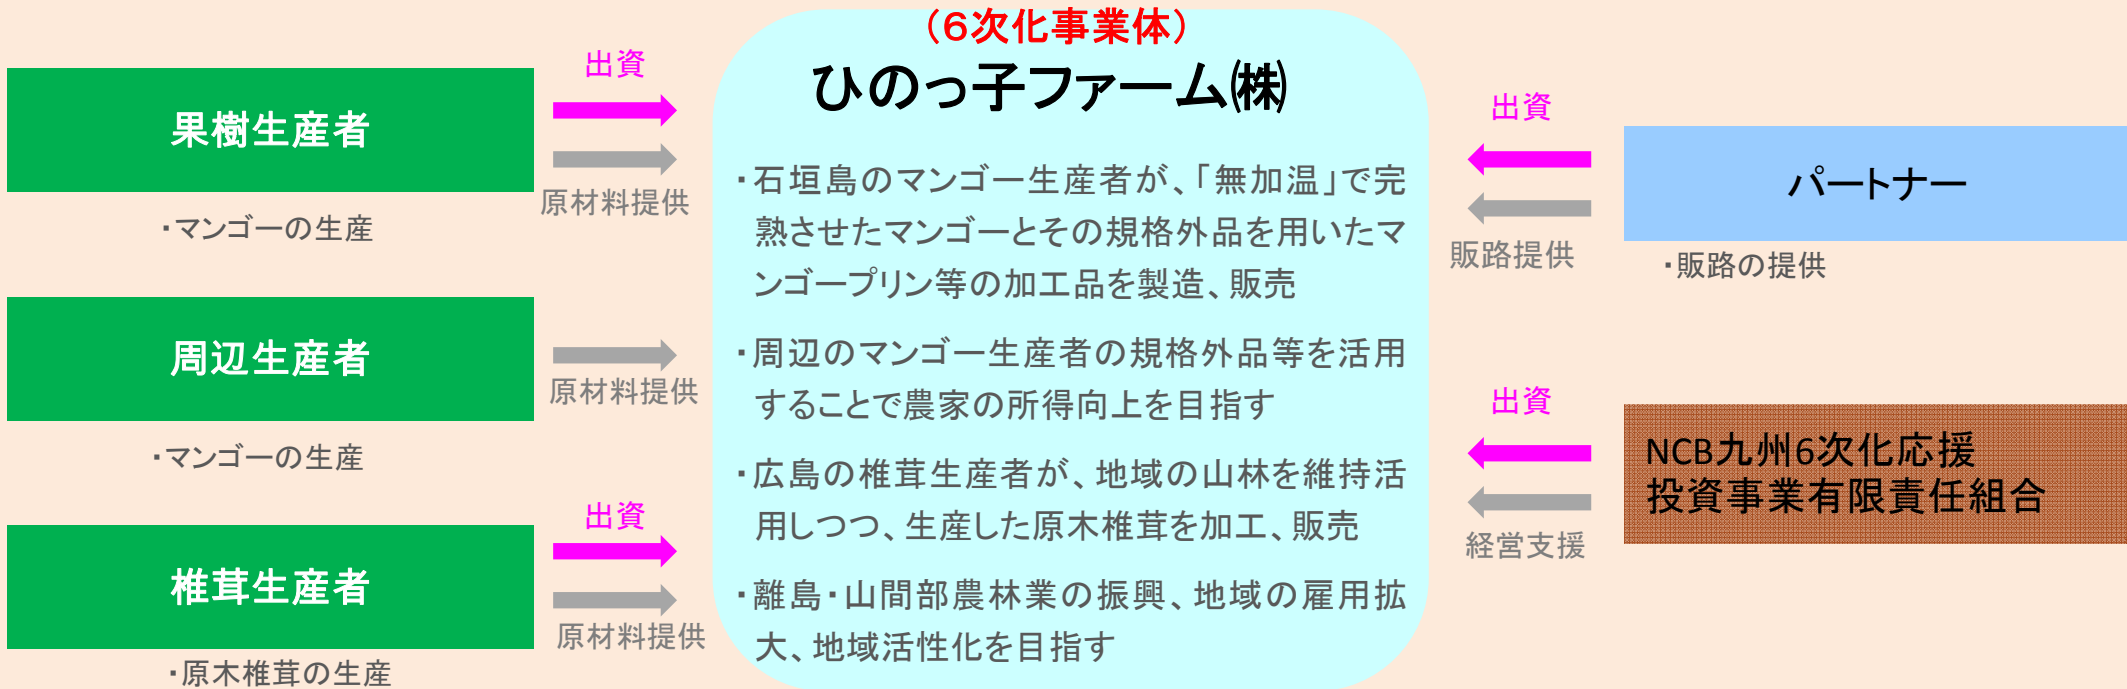 (6次化事業体)
ひのっ子ファーム㈱
・石垣島のマンゴー生産者が、「無加温」で完
熟させたマンゴーとその規格外品を用いたマ
ンゴープリン等の加工品を製造、販売
・周辺のマンゴー生産者の規格外品等を活用
することで農家の所得向上を目指す
・広島の椎茸生産者が、地域の山林を維持活
用しつつ、生産した原木椎茸を加工、販売
・離島・山間部農林業の振興、地域の雇用拡
大、地域活性化を目指す
果樹生産者
・マンゴーの生産
出資
原材料提供
周辺生産者
・マンゴーの生産
原材料提供
椎茸生産者
・原木椎茸の生産
出資
原材料提供
出資
販路提供
パートナー
・販路の提供
出資
経営支援
NCB九州6次化応援
投資事業有限責任組合